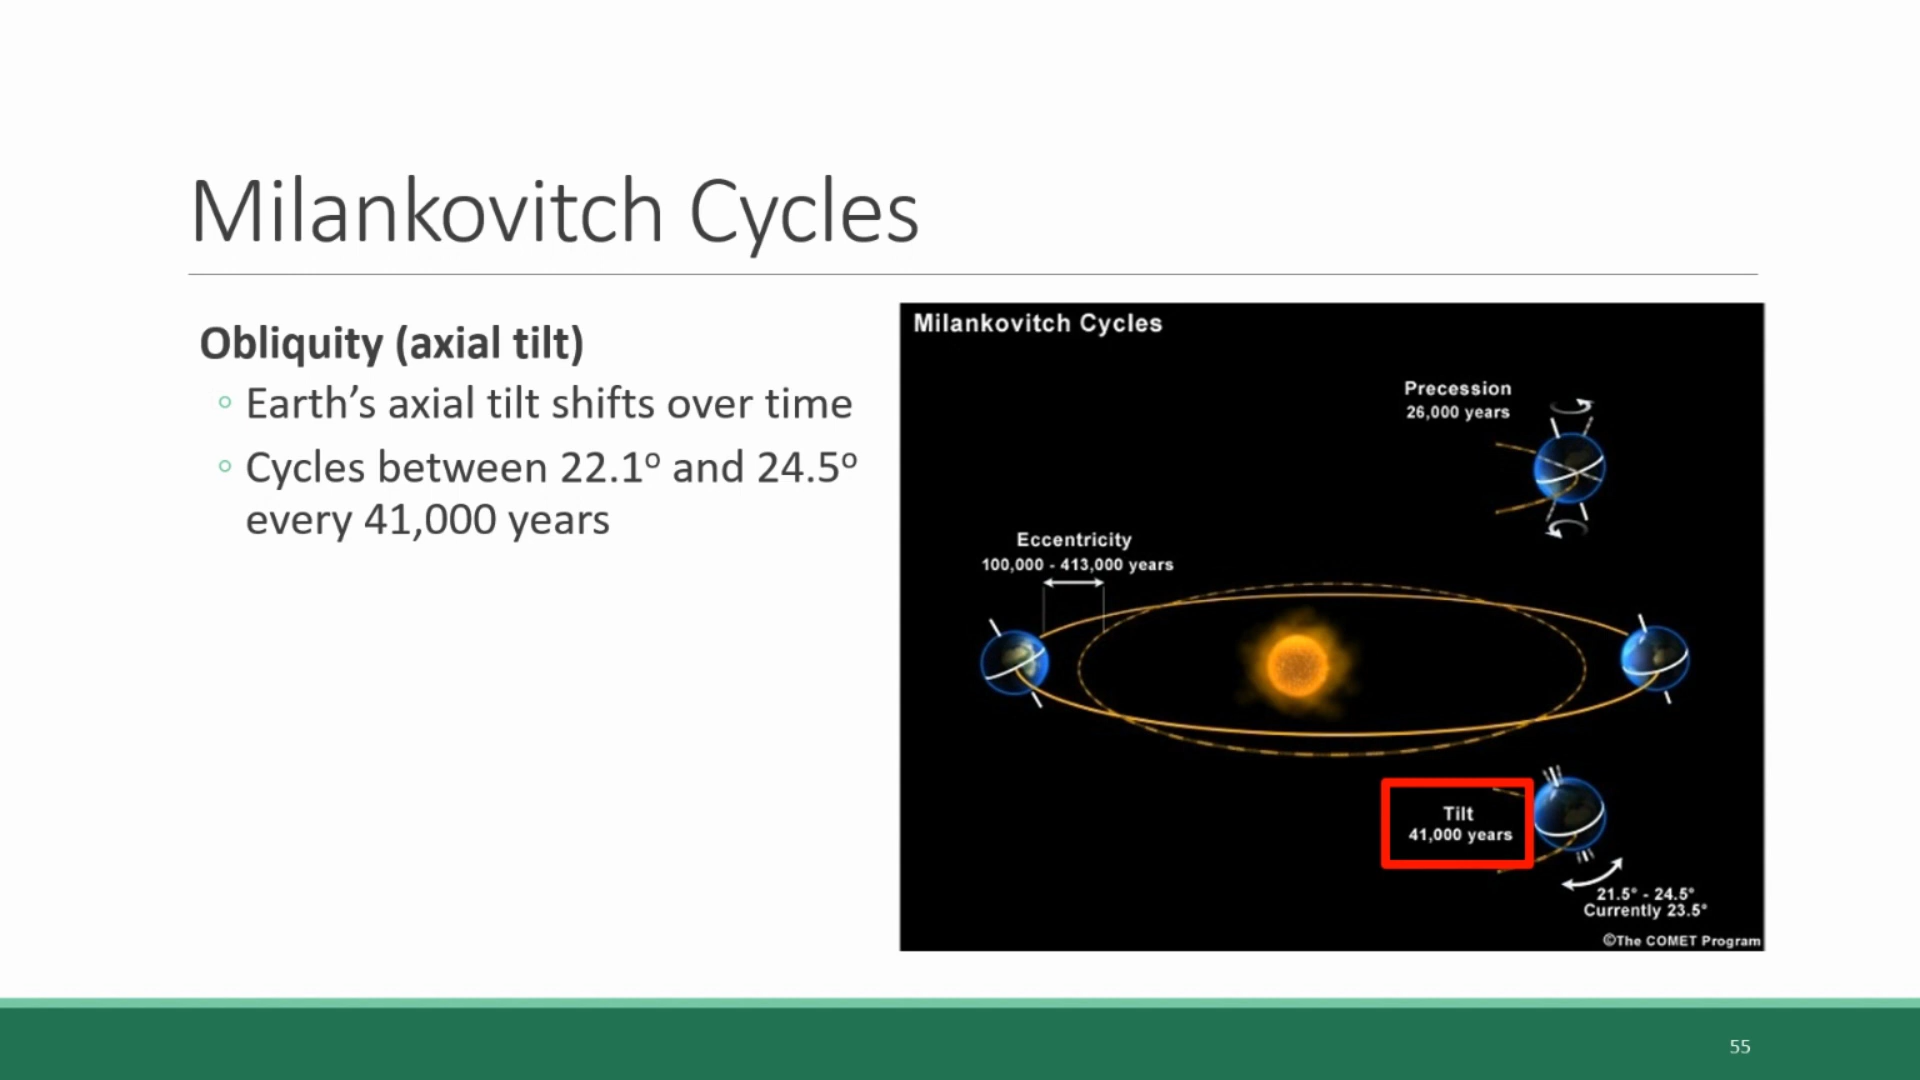 Milankovitch Cycles
Obliquity (axial tilt)
◦ Earth’s axial tilt shifts over time
◦ Cycles between 22.1º and 24.5º
every 41,000 years
Milankovitch Cycles
Precession
26,000 years
Eccentricity
100,000 - 413,000 years
Tilt
41,000 years
21.5° - 24.5°
Currently 23.5°
©The COMET Program
55